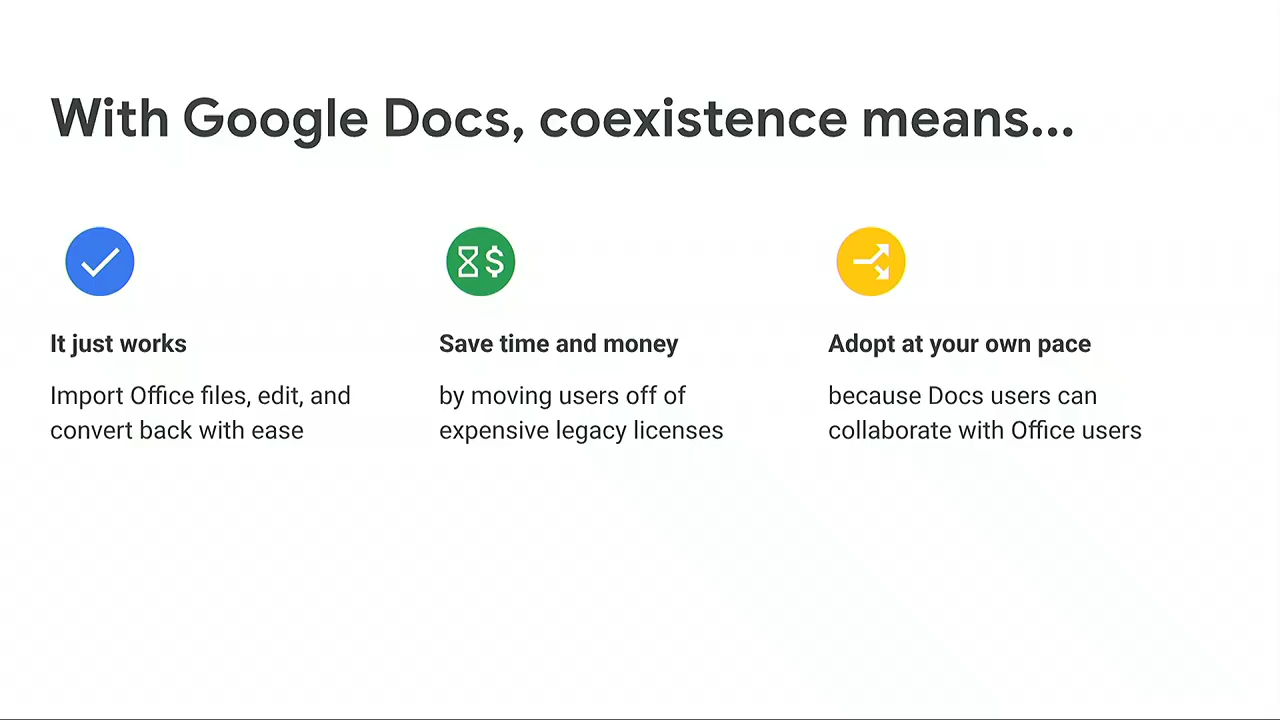 With Google Docs, coexistence means...
It just works
Import Office files, edit, and
convert back with ease
$
Save time and money
by moving users off of
expensive legacy licenses
Adopt at your own pace
because Docs users can
collaborate with Office users